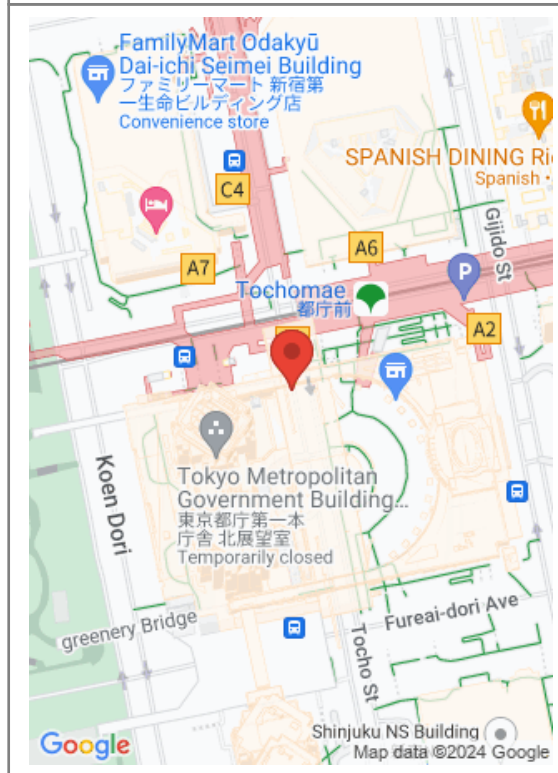 FamilyMart Odakyū
Dai-ichi Seimei Building
ファミリーマート 新宿第
一生命ビルディング店
Convenience store
SPANISH DINING
Spanish •
C4
Gijido St
A6
A7
P
Tochomae
都庁前
A2
Koen Dori
Tokyo Metropolitan
Government Building...
東京都庁第一本
庁舎 北展望室
Temporarily closed
greenery Bridge
Fureai-dori Ave
Tocho St
Shinjuku NS Building
Google
Map data ©2024 Google